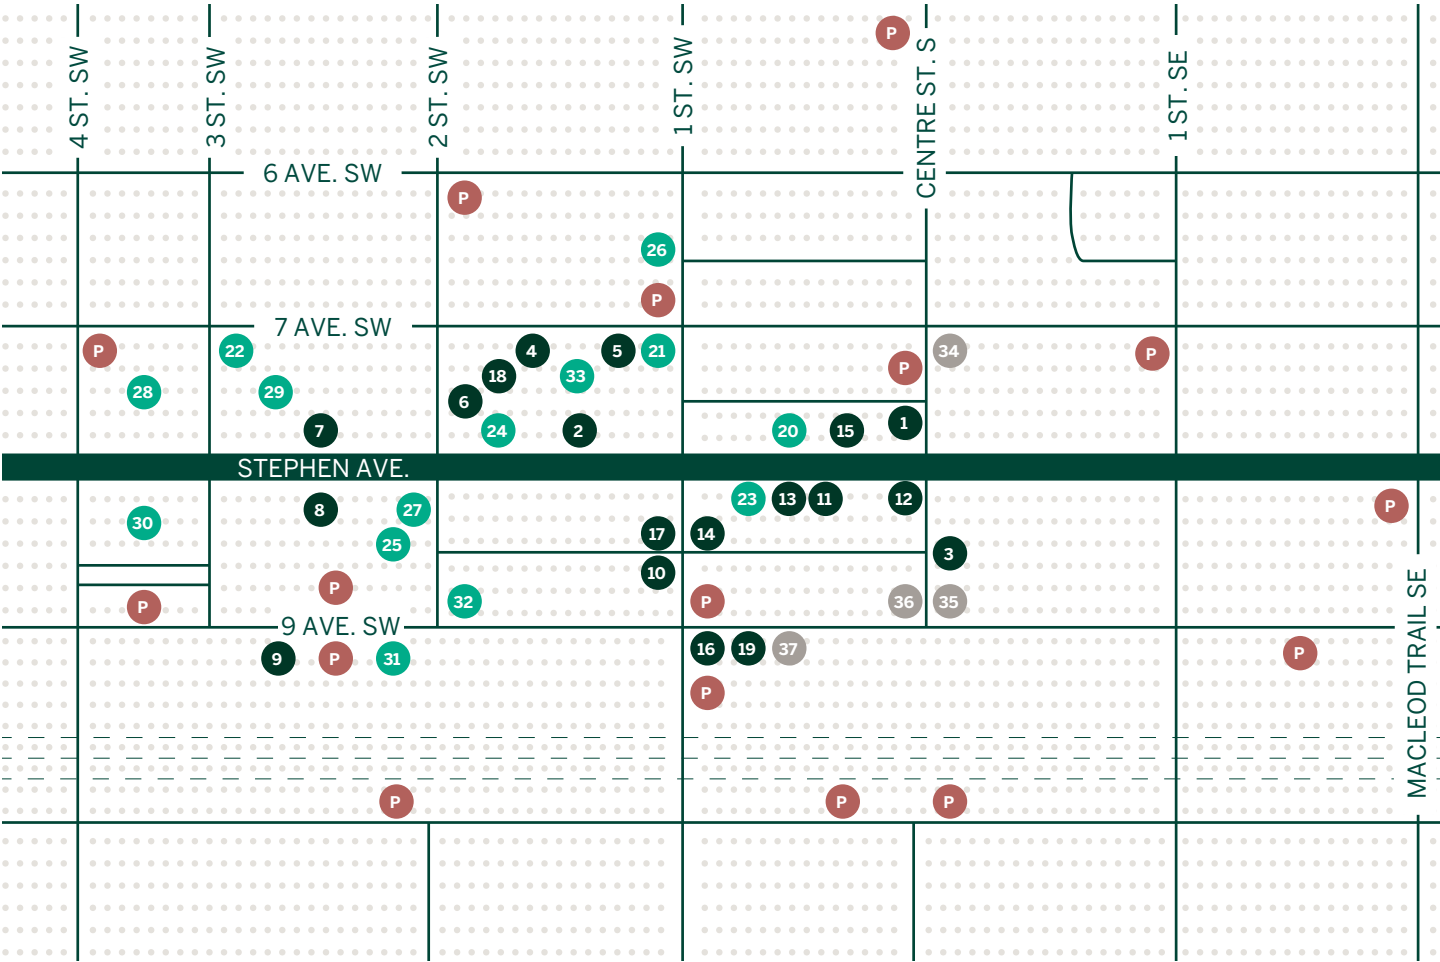 4 ST. SW
3 ST. SW
2 ST. SW
1 ST. SW
CENTRE ST. S
1 ST. SE
P
6 AVE. SW
P
26
P
7 AVE. SW
P
22
4
5
21
34
P
18
33
P
28
29
6
7
24
2
20
15
1
STEPHEN AVE.
23
13
11
12
P
8
27
30
25
17
14
3
10
P
P
32
P
36
35
9 AVE. SW
9
P
31
16
19
37
P
P
MACLEOD TRAIL SE
P
P
P